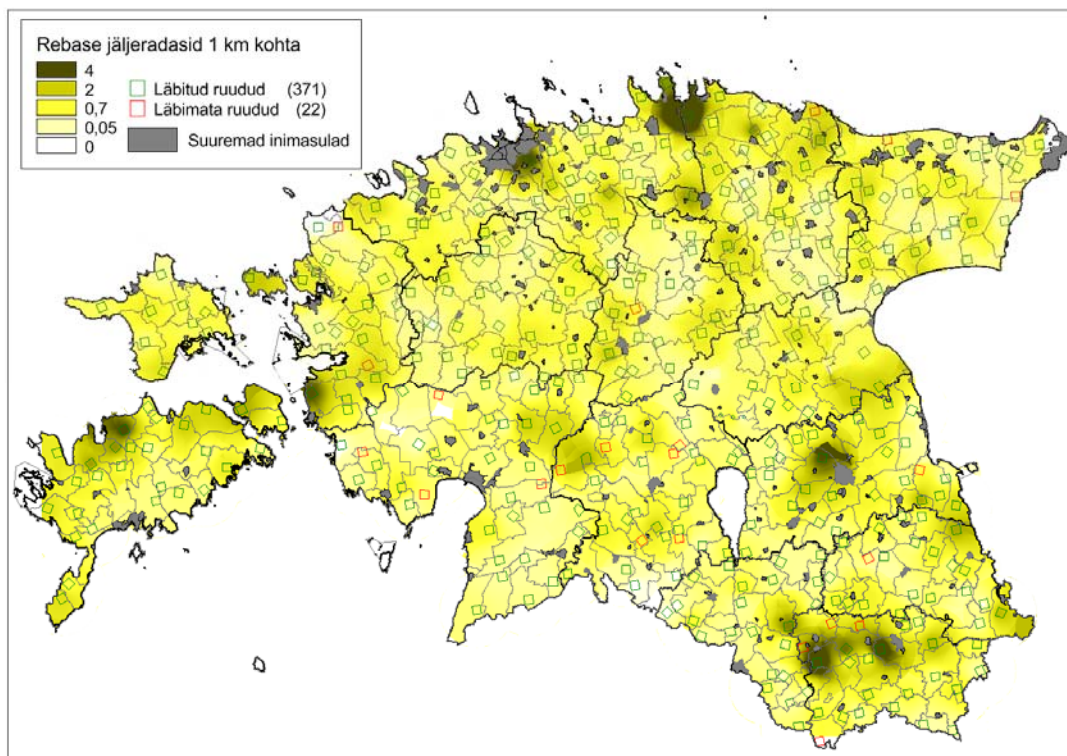 Rebase jäljeradasid 1 km kohta
4
2
0,7
0,05
0
Läbitud ruudud (371)
Läbimata ruudud (22)
Suuremad inimasulad